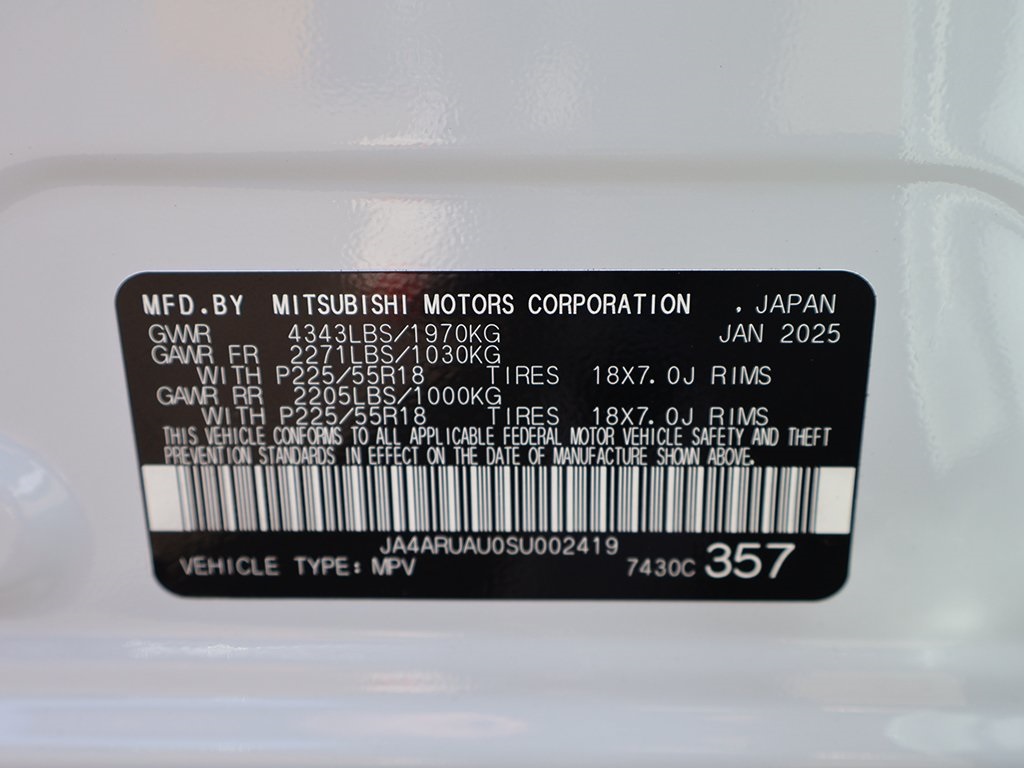 MFD.BY MITSUBISHI MOTORS CORPORATION . JAPAN
GVWR 4343LBS/1970KG JAN 2025
GAWR FR 2271LBS/1030KG
WITH P225/55R18 TIRES 18X7.0J RIMS
GAWR RR 2205LBS/1000KG
WITH P225/55R18 TIRES 18X7.0J RIMS
THIS VEHICLE CONFORMS TO ALL APPLICABLE FEDERAL MOTOR VEHICLE SAFETY AND THEFT
PREVENTION STANDARDS IN EFFECT ON THE DATE OF MANUFACTURE SHOWN ABOVE.
JA4ARUAU0SU002419
VEHICLE TYPE: MPV 7430C 357